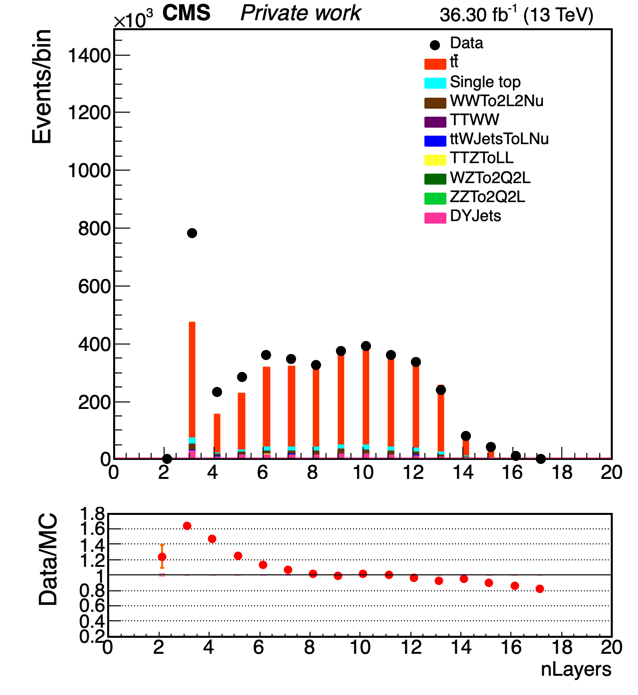 ×10³ CMS Private work 36.30 fb⁻¹ (13 TeV)
Events/bin
1400
1200
1000
800
600
400
200
0
Data
tt̄
Single top
WWTo2L2Nu
TTWW
ttWJetsToLNu
TTZToLL
WZTo2Q2L
ZZTo2Q2L
DYJets
0 2 4 6 8 10 12 14 16 18 20
Data/MC
1.8
1.6
1.4
1.2
1
0.8
0.6
0.4
0.2
0 2 4 6 8 10 12 14 16 18 20
nLayers